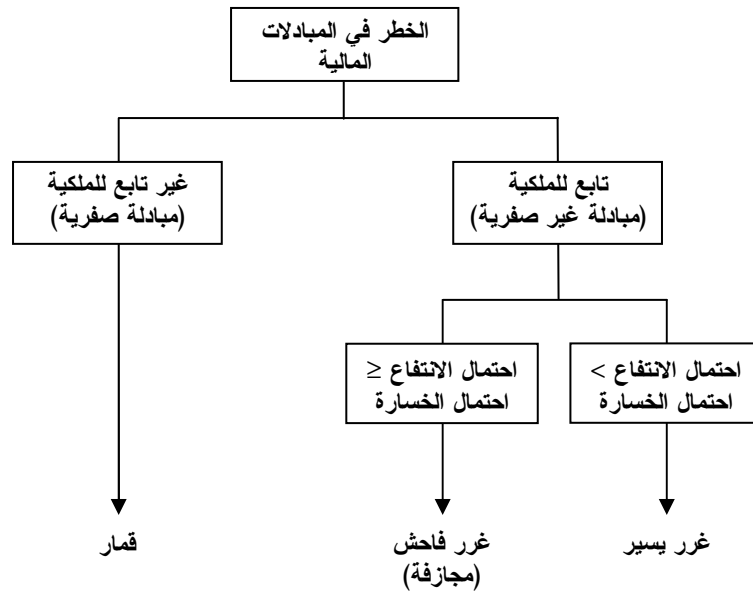 الخطر في المبادلات
المالية
تابع للملكية
(مبادلة غير صفرية)
غير تابع للملكية
(مبادلة صفرية)
احتمال الانتفاع >
احتمال الخسارة
احتمال الانتفاع ≤
احتمال الخسارة
غرر يسير
غرر فاحش
(مجازفة)
قمار